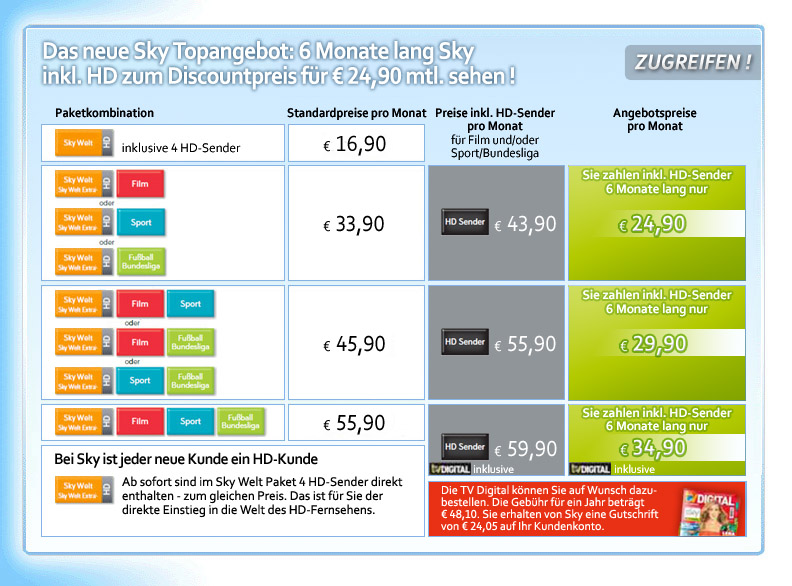 Das neue Sky Topangebot: 6 Monate lang Sky
inkl. HD zum Discountpreis für € 24,90 mtl. sehen !
ZUGREIFEN !
Paketkombination
Standardpreise pro Monat
Preise inkl. HD-Sender
pro Monat
für Film und/oder
Sport/Bundesliga
Angebotspreise
pro Monat
Sky Welt HD
inklusive 4 HD-Sender
€ 16,90
Sky Welt
Sky Welt Extra HD Film
oder
Sky Welt
Sky Welt Extra HD Sport
oder
Sky Welt
Sky Welt Extra HD Fußball
Bundesliga
€ 33,90
HD Sender € 43,90
Sie zahlen inkl. HD-Sender
6 Monate lang nur
€ 24,90
Sky Welt
Sky Welt Extra HD Film Sport
oder
Sky Welt
Sky Welt Extra HD Film Fußball
Bundesliga
oder
Sky Welt
Sky Welt Extra HD Sport Fußball
Bundesliga
€ 45,90
HD Sender € 55,90
Sie zahlen inkl. HD-Sender
6 Monate lang nur
€ 29,90
Sky Welt
Sky Welt Extra HD Film Sport Fußball
Bundesliga
€ 55,90
HD Sender € 59,90
TV DIGITAL inklusive
Sie zahlen inkl. HD-Sender
6 Monate lang nur
€ 34,90
TV DIGITAL inklusive
Bei Sky ist jeder neue Kunde ein HD-Kunde
Sky Welt
Sky Welt Extra HD
Ab sofort sind im Sky Welt Paket 4 HD-Sender direkt
enthalten - zum gleichen Preis. Das ist für Sie der
direkte Einstieg in die Welt des HD-Fernsehens.
Die TV Digital können Sie auf Wunsch dazu-
bestellen. Die Gebühr für ein Jahr beträgt
€ 48,10. Sie erhalten von Sky eine Gutschrift
von € 24,05 auf Ihr Kundenkonto.
DIGITAL